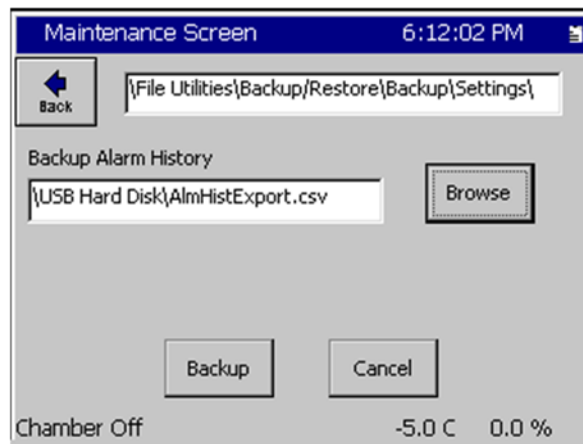 Maintenance Screen 6:12:02 PM
Back
\File Utilities\Backup/Restore\Backup\Settings\
Backup Alarm History
\USB Hard Disk\AlmHistExport.csv
Browse
Backup Cancel
Chamber Off -5.0 C 0.0 %